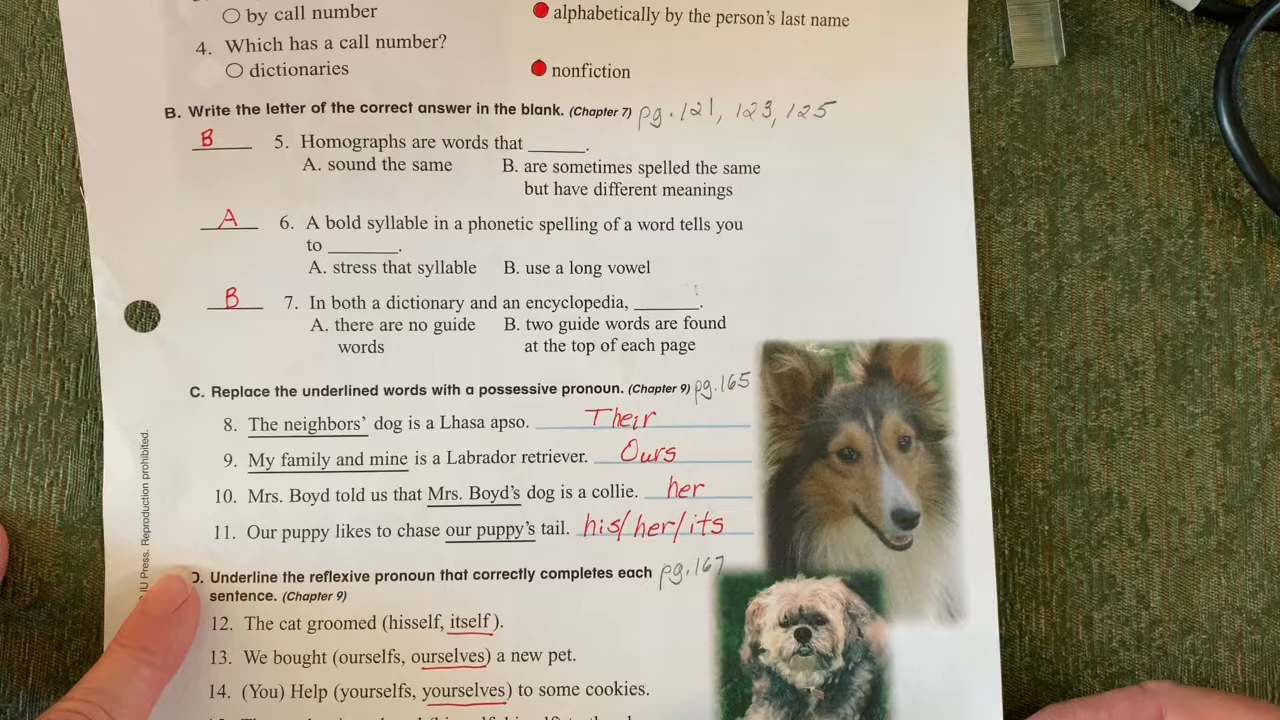 by call number
alphabetically by the person's last name
4. Which has a call number?
dictionaries
nonfiction
B. Write the letter of the correct answer in the blank. (Chapter 7) pg. 121, 123, 125
B 5. Homographs are words that ______.
A. sound the same B. are sometimes spelled the same
but have different meanings
A 6. A bold syllable in a phonetic spelling of a word tells you
to ______.
A. stress that syllable B. use a long vowel
B 7. In both a dictionary and an encyclopedia, ______.
A. there are no guide B. two guide words are found
words at the top of each page
C. Replace the underlined words with a possessive pronoun. (Chapter 9) pg. 165
8. The neighbors' dog is a Lhasa apso. Their
9. My family and mine is a Labrador retriever. Ours
10. Mrs. Boyd told us that Mrs. Boyd's dog is a collie. her
11. Our puppy likes to chase our puppy's tail. his/her/its
D. Underline the reflexive pronoun that correctly completes each pg. 167
sentence. (Chapter 9)
12. The cat groomed (hisself, itself).
13. We bought (ourselfs, ourselves) a new pet.
14. (You) Help (yourselfs, yourselves) to some cookies.
JU Press. Reproduction prohibited.